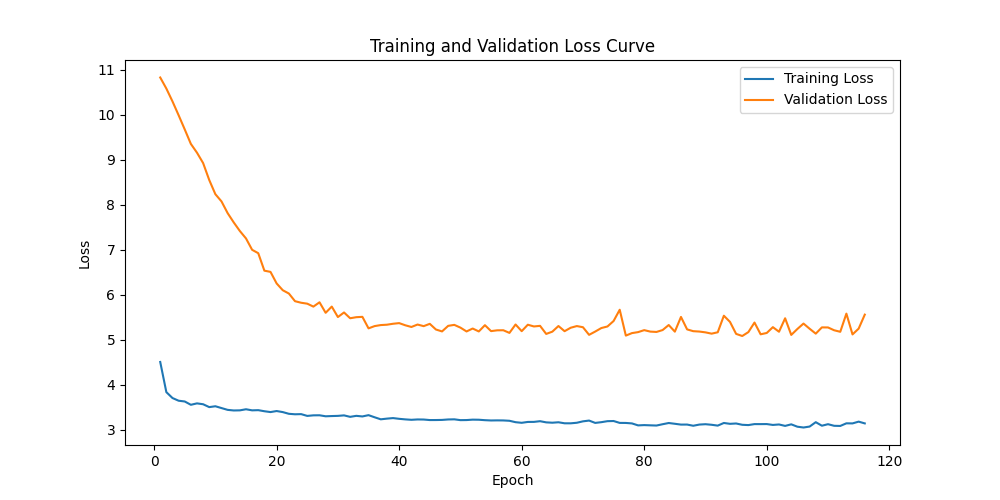 Training and Validation Loss Curve
Training Loss
Validation Loss
11
10
9
8
7
6
5
4
3
Loss
0 20 40 60 80 100 120
Epoch